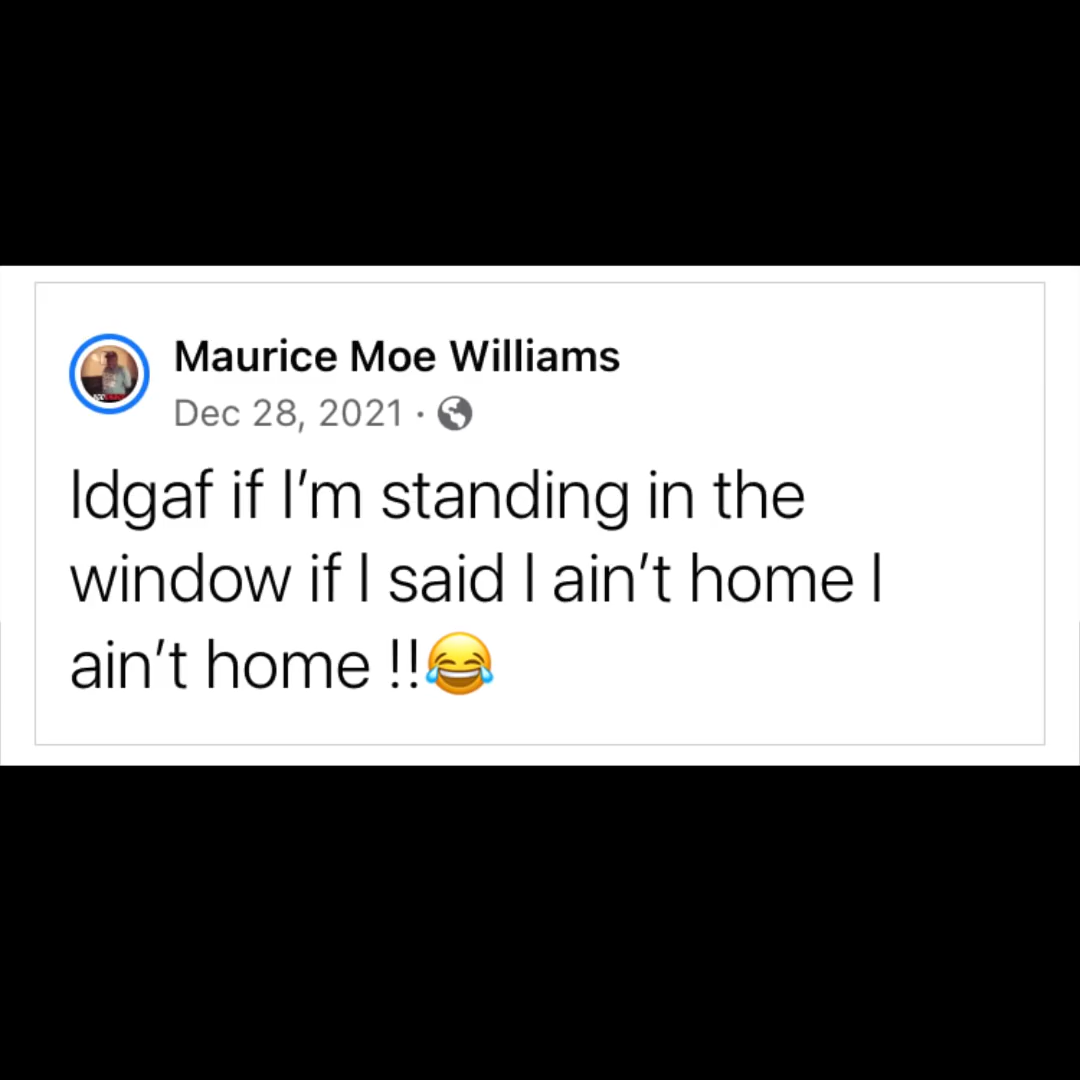 Maurice Moe Williams
Dec 28, 2021 ·
Idgaf if I’m standing in the
window if I said I ain’t home I
ain’t home !!😂